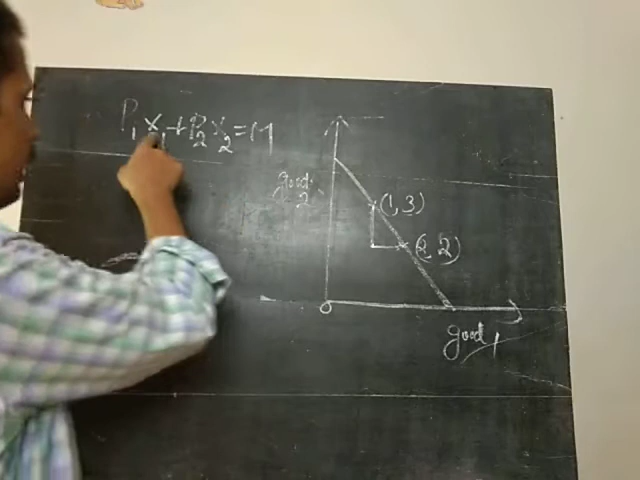 P₁x₁+P₂x₂=M
good 2
(1,3)
(2,2)
0
good 1